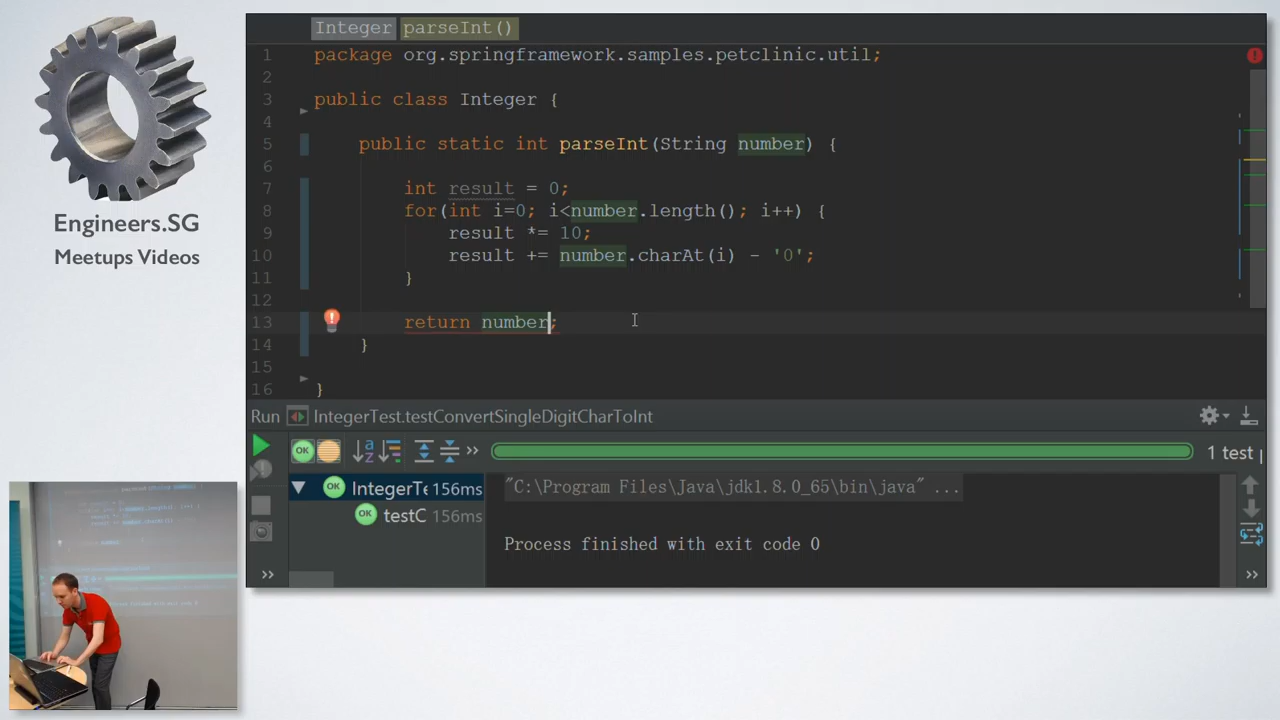 Engineers.SG
Meetups Videos
Integer parseInt()
1 package org.springframework.samples.petclinic.util;
2
3 public class Integer {
4
5 public static int parseInt(String number) {
6
7 int result = 0;
8 for(int i=0; i<number.length(); i++) {
9 result *= 10;
10 result += number.charAt(i) - '0';
11 }
12
13 return number;
14 }
15
16 }
Run IntegerTest.testConvertSingleDigitCharToInt
OK 1 test
OK IntegerTe 156ms "C:\Program Files\Java\jdk1.8.0_65\bin\java" ...
OK testC 156ms
Process finished with exit code 0